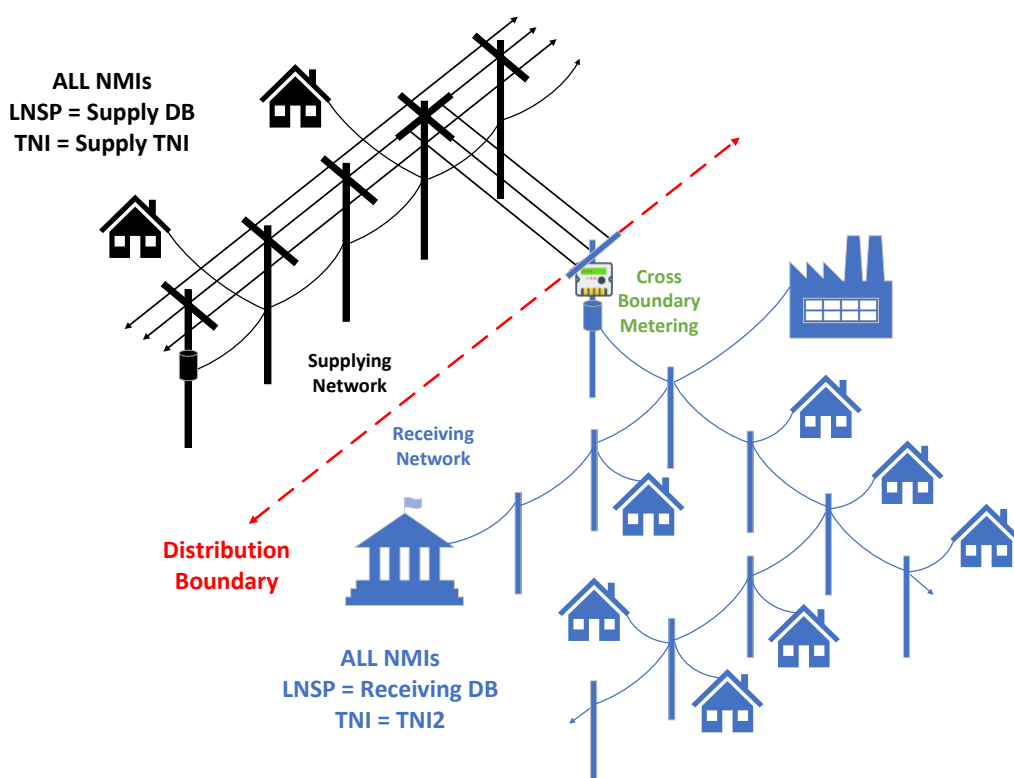 ALL NMIs
LNSP = Supply DB
TNI = Supply TNI
Cross
Boundary
Metering
Supplying
Network
Receiving
Network
Distribution
Boundary
ALL NMIs
LNSP = Receiving DB
TNI = TNI2